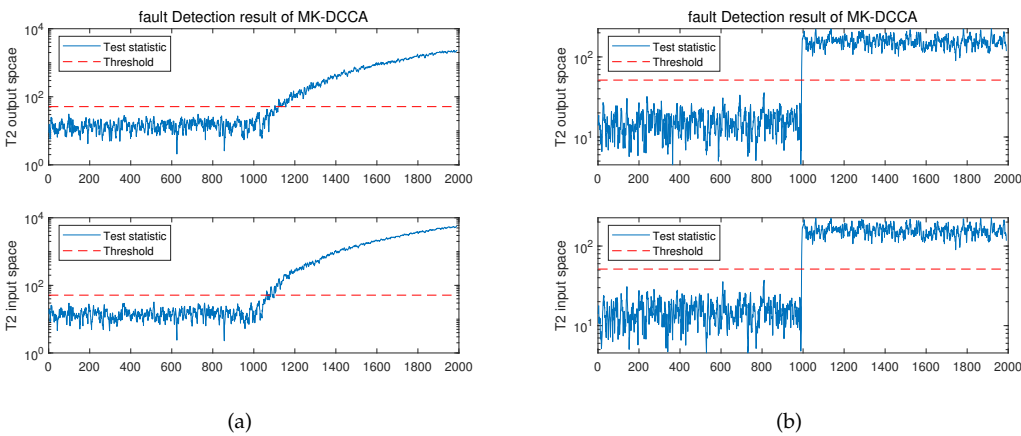 fault Detection result of MK-DCCA
T2 output spcae
10^4
10^2
10^0
Test statistic
Threshold
0 200 400 600 800 1000 1200 1400 1600 1800 2000
T2 input space
10^4
10^2
10^0
Test statistic
Threshold
0 200 400 600 800 1000 1200 1400 1600 1800 2000
(a)
fault Detection result of MK-DCCA
T2 output spcae
10^2
10^1
Test statistic
Threshold
0 200 400 600 800 1000 1200 1400 1600 1800 2000
T2 input space
10^2
10^1
Test statistic
Threshold
0 200 400 600 800 1000 1200 1400 1600 1800 2000
(b)